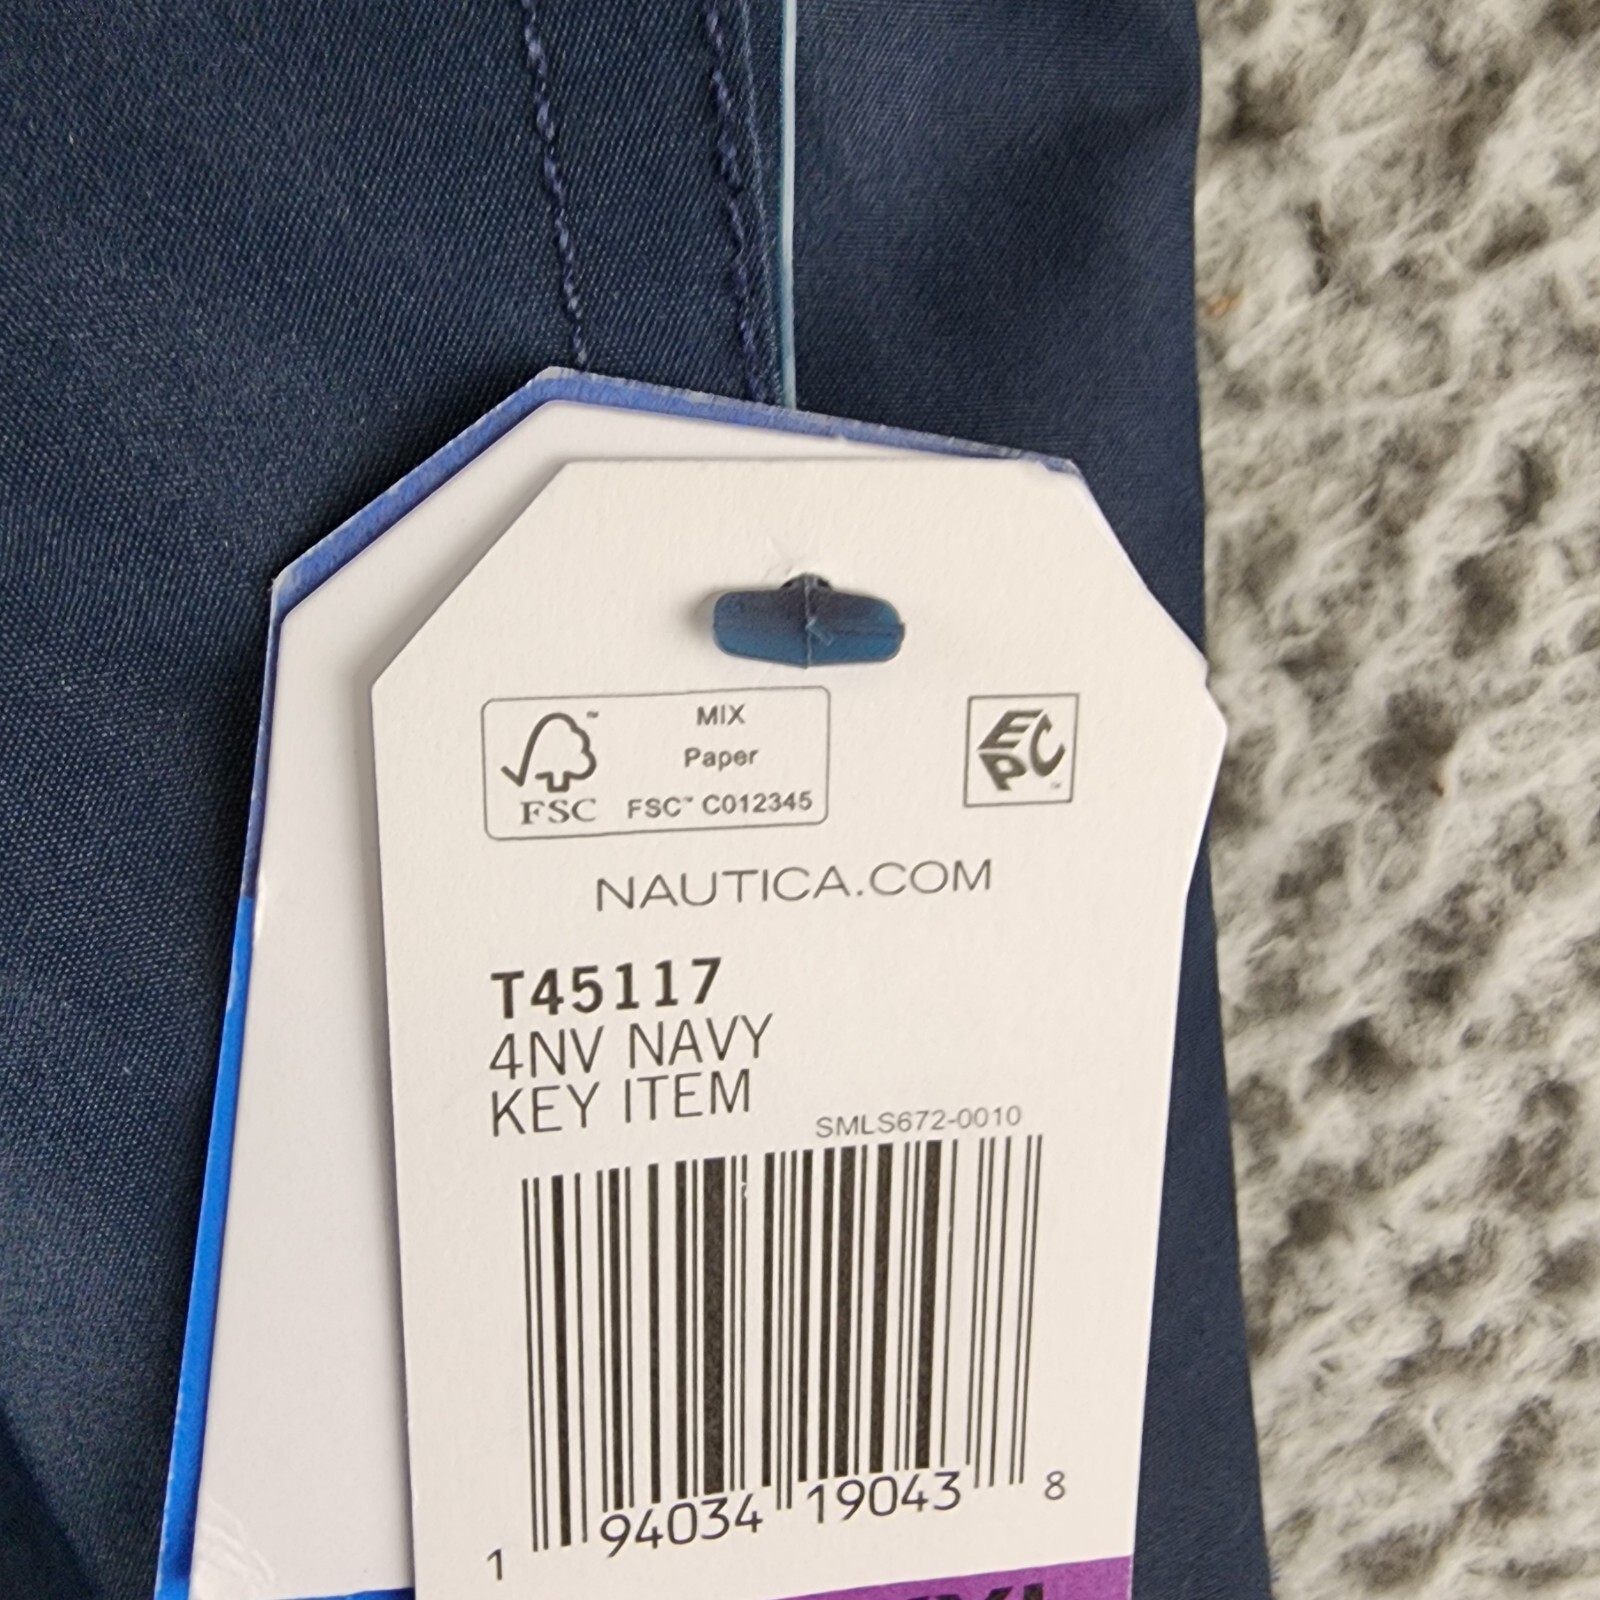 MIX
Paper
FSC™ C012345
FSC
EPC
NAUTICA.COM
T45117
4NV NAVY
KEY ITEM
SMLS672-0010
1 94034 19043 8